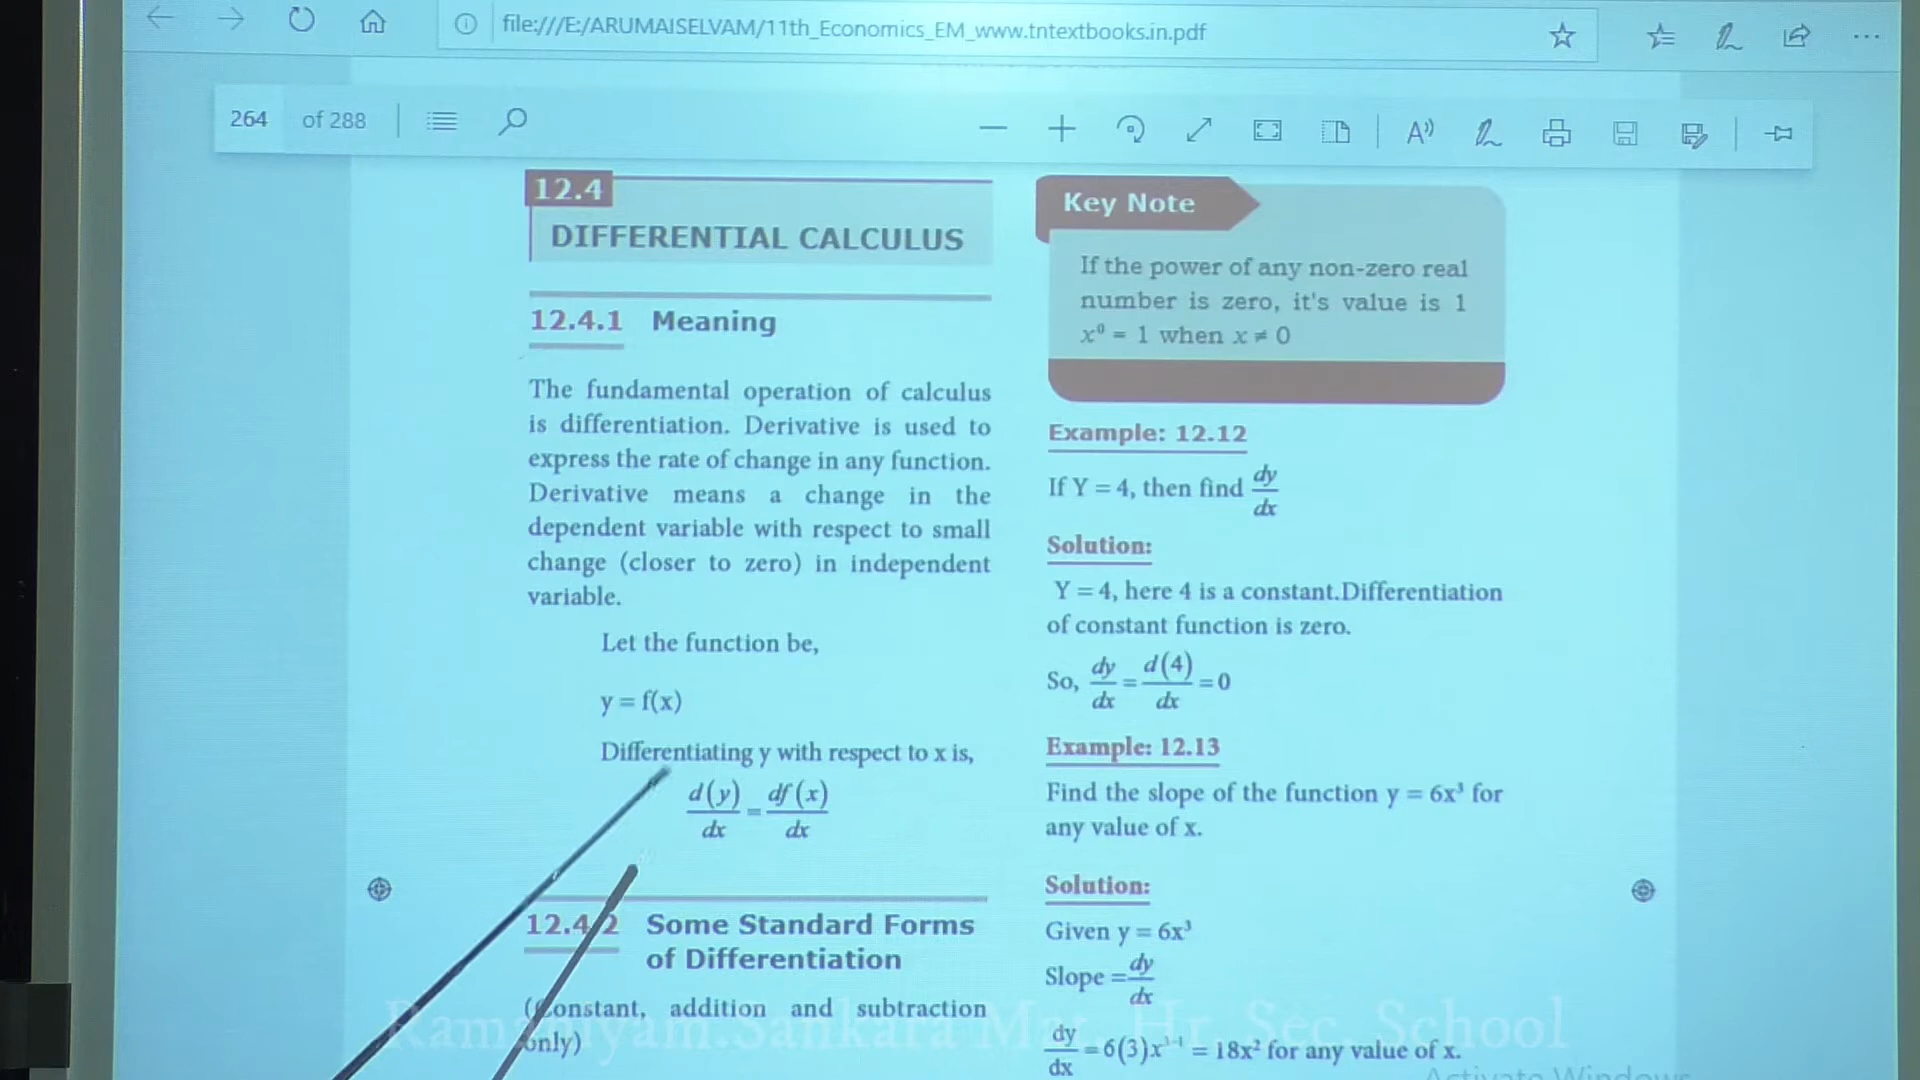 file:///E:/ARUMAISELVAM/11th_Economics_EM_www.tntextbooks.in.pdf
264 of 288
12.4
DIFFERENTIAL CALCULUS
12.4.1 Meaning
The fundamental operation of calculus
is differentiation. Derivative is used to
express the rate of change in any function.
Derivative means a change in the
dependent variable with respect to small
change (closer to zero) in independent
variable.
Let the function be,
y = f(x)
Differentiating y with respect to x is,
d(y)/dx = df(x)/dx
12.4.2 Some Standard Forms
of Differentiation
(Constant, addition and subtraction
only)
Key Note
If the power of any non-zero real
number is zero, it's value is 1
x⁰ = 1 when x ≠ 0
Example: 12.12
If Y = 4, then find dy/dx
Solution:
Y = 4, here 4 is a constant.Differentiation
of constant function is zero.
So, dy/dx = d(4)/dx = 0
Example: 12.13
Find the slope of the function y = 6x³ for
any value of x.
Solution:
Given y = 6x³
Slope = dy/dx
dy/dx = 6(3)x³⁻¹ = 18x² for any value of x.
Sankara Mat. Hr. Sec. School
Activate Windows